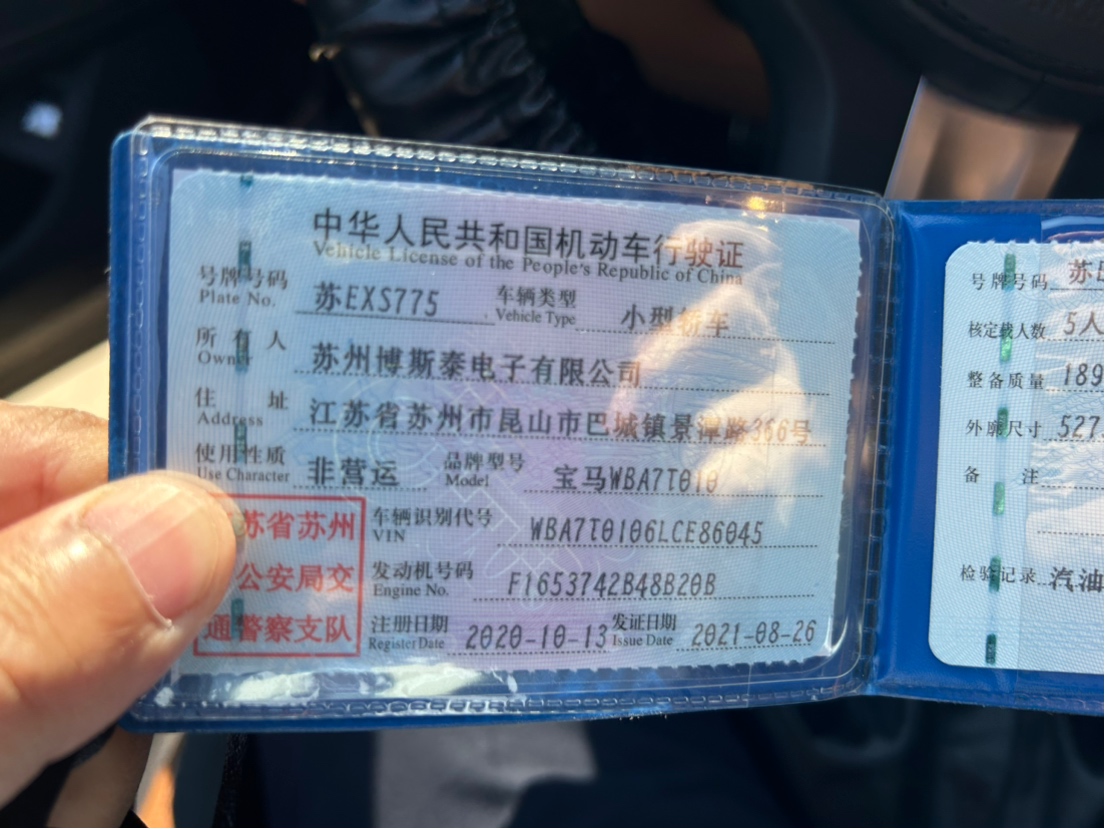 中华人民共和国机动车行驶证
Vehicle License of the People's Republic of China
号牌号码 苏EXS775 车辆类型 小型轿车
Plate No. Vehicle Type
所有人 苏州博斯泰电子有限公司
Owner
住址 江苏省苏州市昆山市巴城镇景潭路366号
Address
使用性质 非营运 品牌型号 宝马WBA7T010
Use Character Model
苏省苏州
公安局交
通警察支队
车辆识别代号 WBA7T0106LCE86045
VIN
发动机号码 F1653742B48B20B
Engine No.
注册日期 2020-10-13 发证日期 2021-08-26
Register Date Issue Date
号牌号码 苏E
核定载人数 5人
整备质量 189
外廓尺寸 527
备注
检验记录 汽油